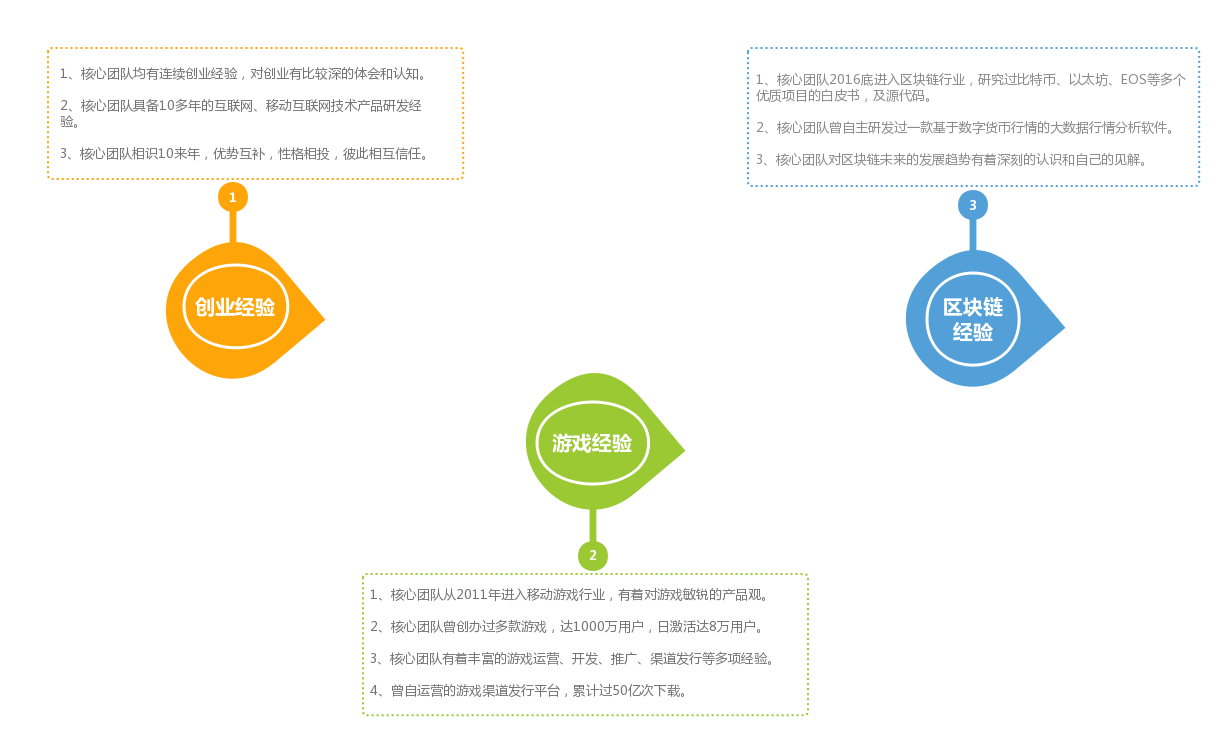 1、核心团队均有连续创业经验，对创业有比较深的体会和认知。
2、核心团队具备10多年的互联网、移动互联网技术产品研发经
验。
3、核心团队相识10来年，优势互补，性格相投，彼此相互信任。
1
创业经验
游戏经验
2
1、核心团队从2011年进入移动游戏行业，有着对游戏敏锐的产品观。
2、核心团队曾创办过多款游戏，达1000万用户，日激活达8万用户。
3、核心团队有着丰富的游戏运营、开发、推广、渠道发行等多项经验。
4、曾自运营的游戏渠道发行平台，累计过50亿次下载。
1、核心团队2016底进入区块链行业，研究过比特币、以太坊、EOS等多个
优质项目的白皮书，及源代码。
2、核心团队曾自主研发过一款基于数字货币行情的大数据行情分析软件。
3、核心团队对区块链未来的发展趋势有着深刻的认识和自己的见解。
3
区块链
经验